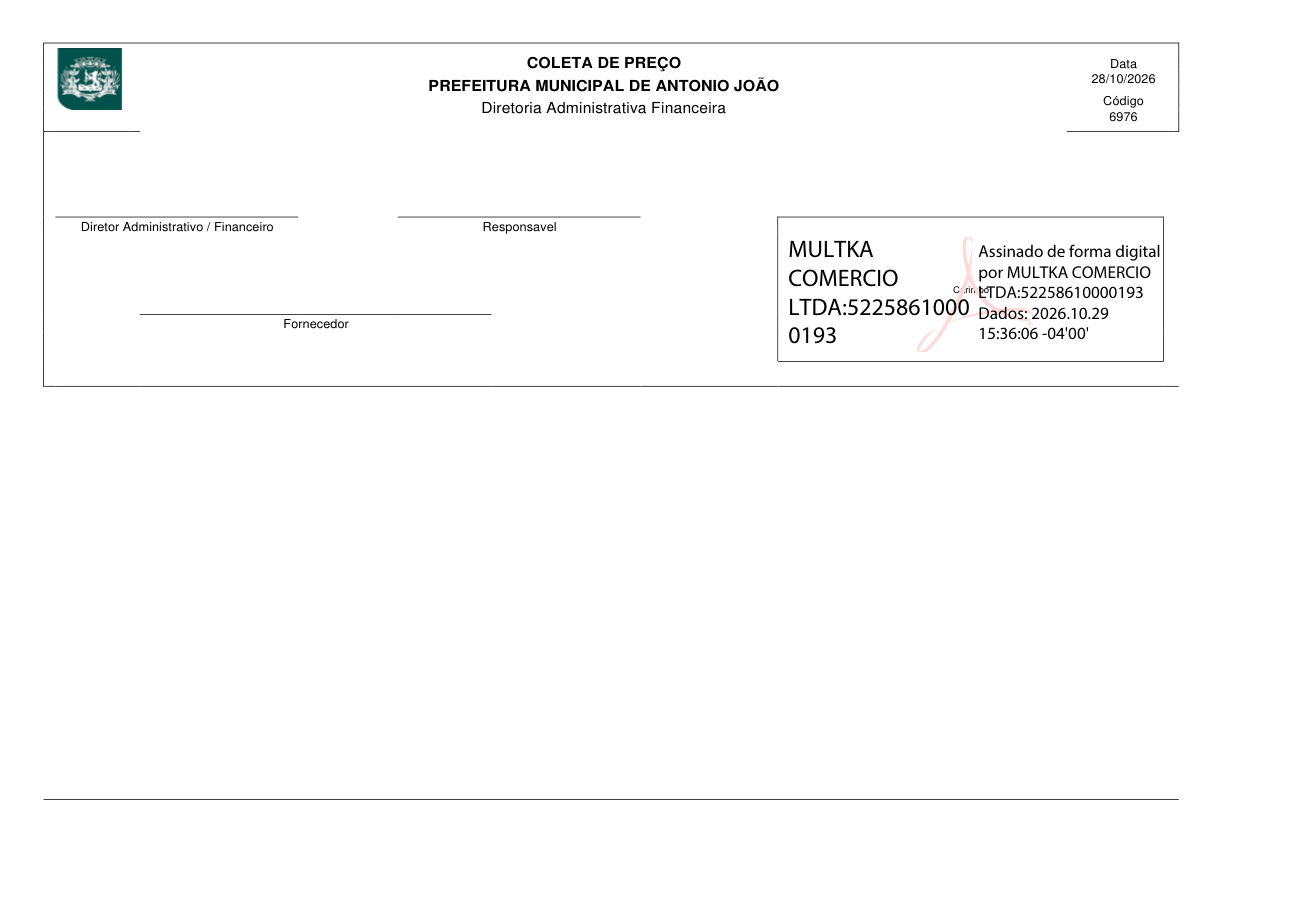 COLETA DE PREÇO
PREFEITURA MUNICIPAL DE ANTONIO JOÃO
Diretoria Administrativa Financeira
Data
28/10/2026
Código
6976
Diretor Administrativo / Financeiro
Responsavel
Fornecedor
MULTKA
COMERCIO
LTDA:5225861000
0193
Assinado de forma digital
por MULTKA COMERCIO
LTDA:52258610000193
Dados: 2026.10.29
15:36:06 -04'00'